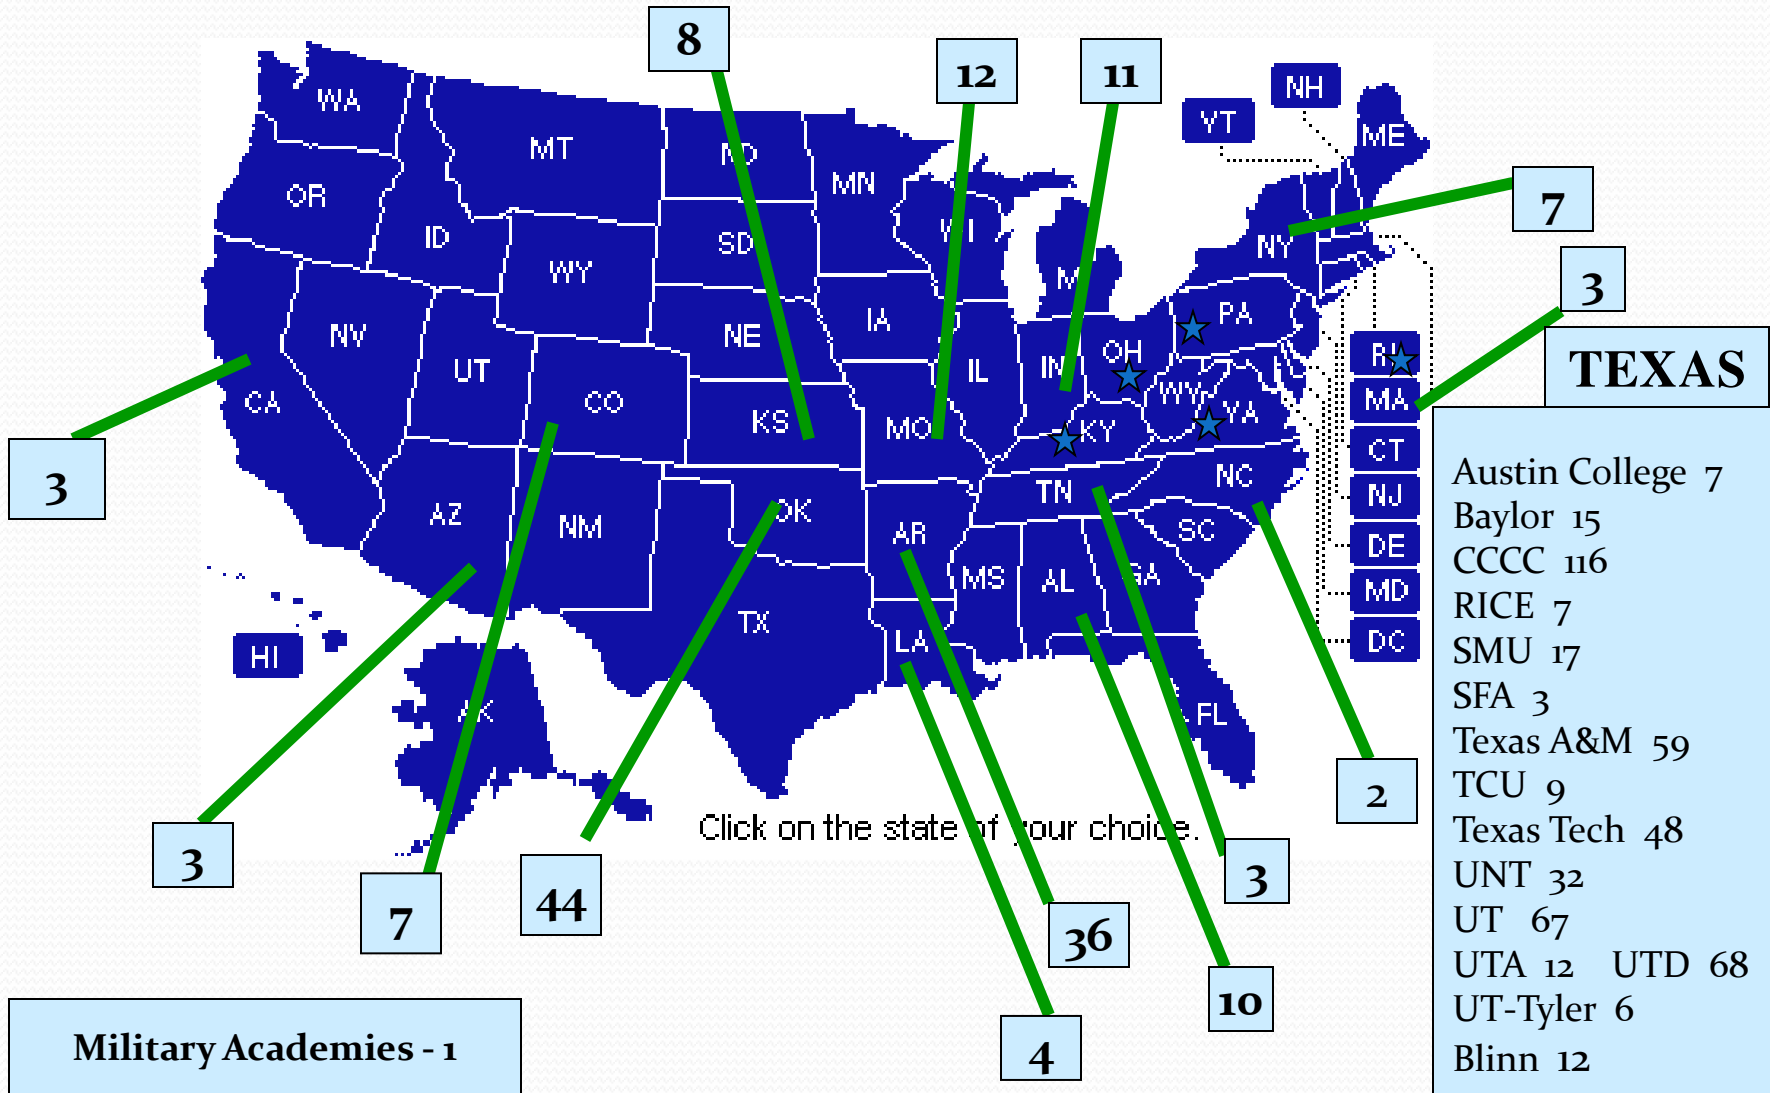 8
12
11
NH
YT
WA
ME
MT
ND
MN
OR
7
ID
SD
WI
NY
WY
MI
3
PA
NE
IA
NV
OH
RI
TEXAS
UT
IL
IN
CA
CO
WV
MA
KS
MO
VA
KY
CT
3
NC
TN
NJ
AZ
NM
OK
AR
SC
DE
MS
AL
GA
MD
TX
LA
DC
HI
AK
FL
2
Click on the state of your choice.
3
3
7
44
36
10
4
Austin College 7
Baylor 15
CCCC 116
RICE 7
SMU 17
SFA 3
Texas A&M 59
TCU 9
Texas Tech 48
UNT 32
UT 67
UTA 12 UTD 68
UT-Tyler 6
Blinn 12
Military Academies - 1